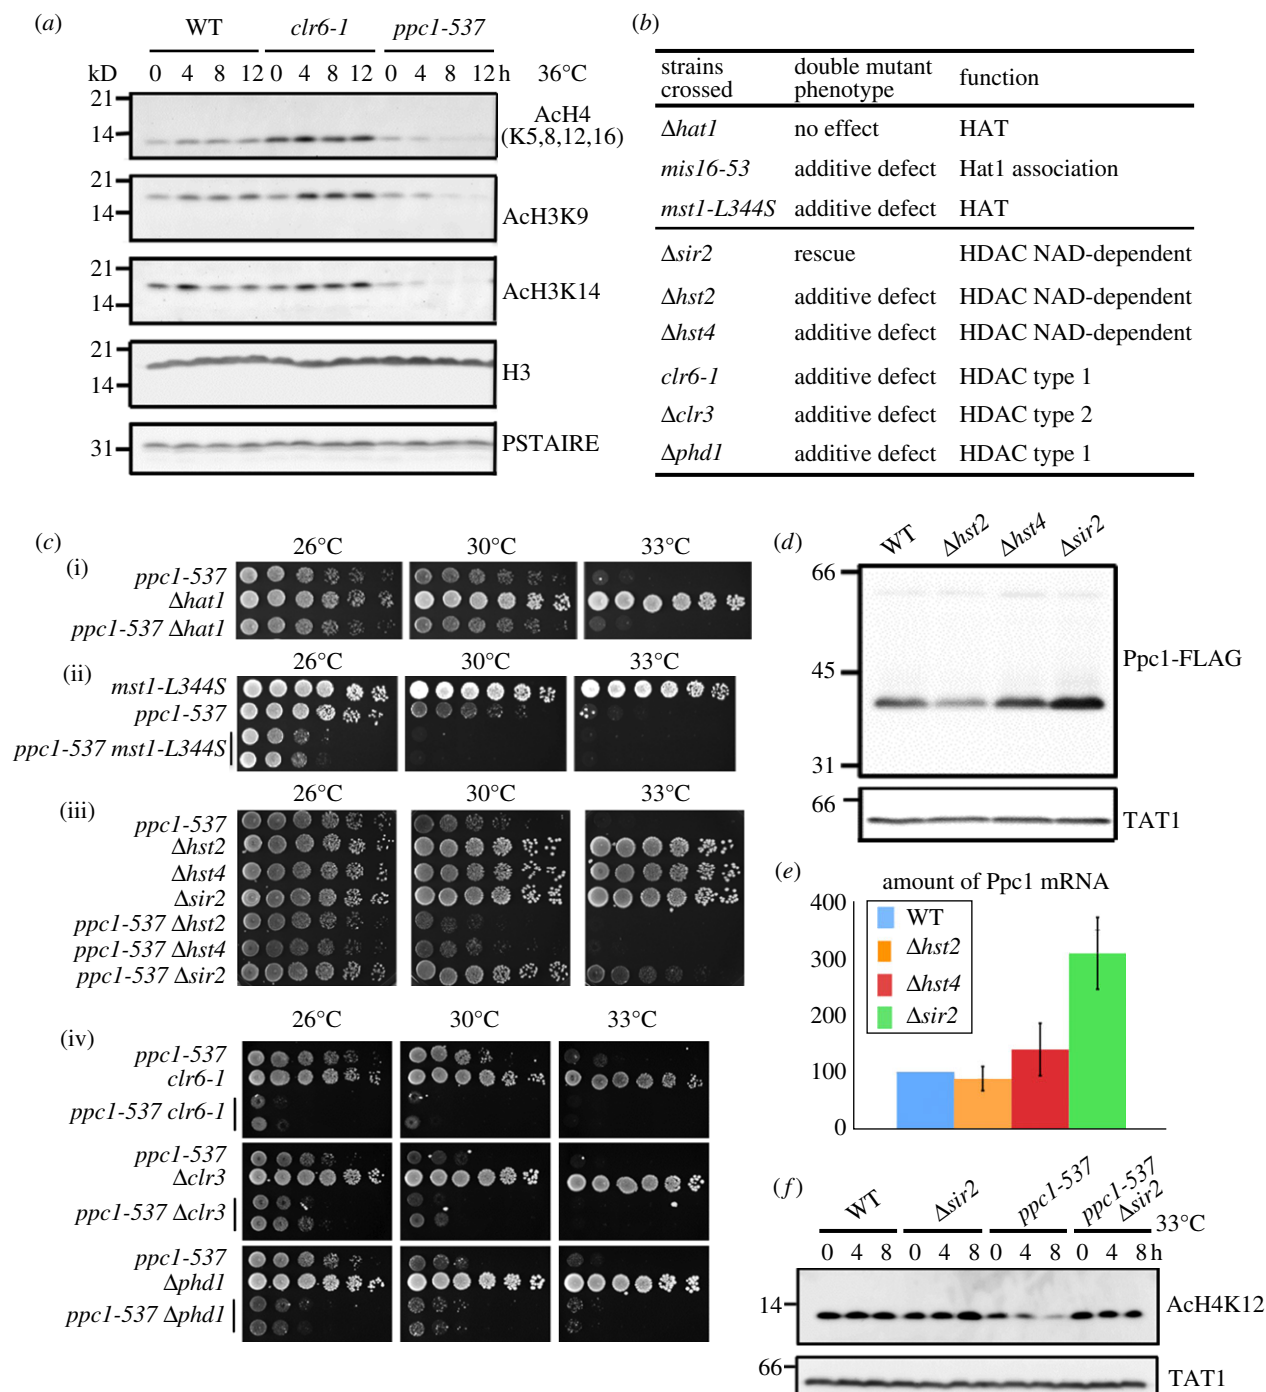 (a)
WT clr6-1 ppc1-537
kD 0 4 8 12 0 4 8 12 0 4 8 12 h 36°C
21
14
AcH4
(K5,8,12,16)
21
14
AcH3K9
21
14
AcH3K14
21
14
H3
31
PSTAIRE
(b)
strains crossed double mutant phenotype function
Δhat1 no effect HAT
mis16-53 additive defect Hat1 association
mst1-L344S additive defect HAT
Δsir2 rescue HDAC NAD-dependent
Δhst2 additive defect HDAC NAD-dependent
Δhst4 additive defect HDAC NAD-dependent
clr6-1 additive defect HDAC type 1
Δclr3 additive defect HDAC type 2
Δphd1 additive defect HDAC type 1
(c)
(i)
26°C 30°C 33°C
ppc1-537
Δhat1
ppc1-537 Δhat1
(ii)
26°C 30°C 33°C
mst1-L344S
ppc1-537
ppc1-537 mst1-L344S
(iii)
26°C 30°C 33°C
ppc1-537
Δhst2
Δhst4
Δsir2
ppc1-537 Δhst2
ppc1-537 Δhst4
ppc1-537 Δsir2
(iv)
26°C 30°C 33°C
ppc1-537
clr6-1
ppc1-537 clr6-1
ppc1-537
Δclr3
ppc1-537 Δclr3
ppc1-537
Δphd1
ppc1-537 Δphd1
(d)
WT Δhst2 Δhst4 Δsir2
66
45
31
Ppc1-FLAG
66
TAT1
(e)
amount of Ppc1 mRNA
400
300
200
100
0
WT
Δhst2
Δhst4
Δsir2
(f)
WT Δsir2 ppc1-537 ppc1-537 Δsir2
33°C
0 4 8 0 4 8 0 4 8 0 4 8 h
14
AcH4K12
66
TAT1